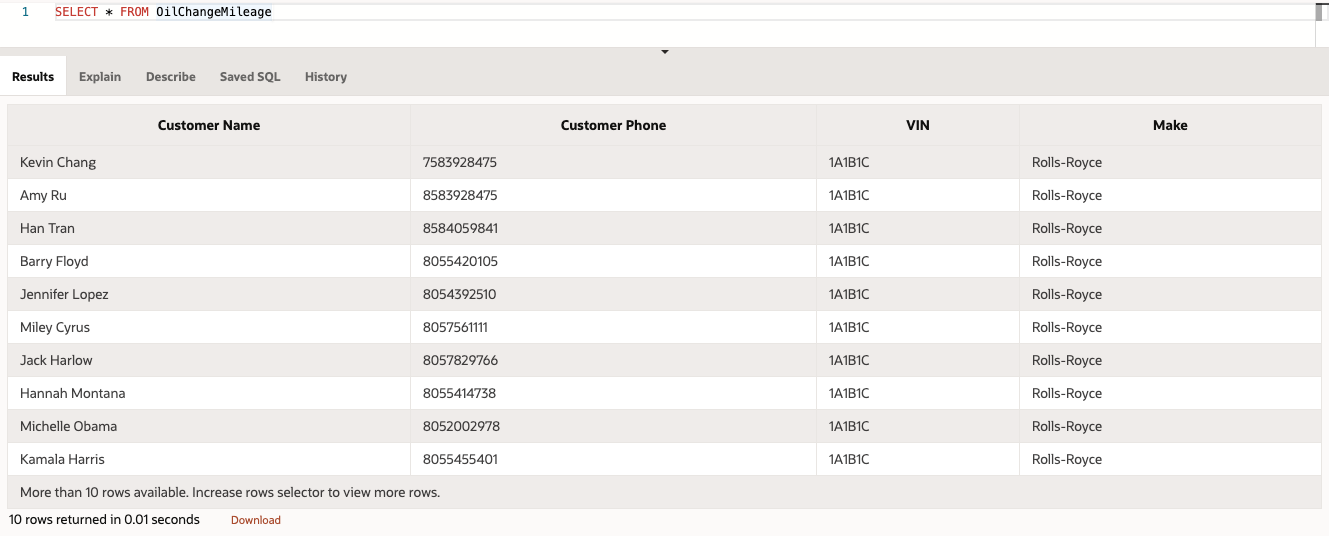 1 SELECT * FROM OilChangeMileage
Results Explain Describe Saved SQL History
Customer Name Customer Phone VIN Make
Kevin Chang 7583928475 1A1B1C Rolls-Royce
Amy Ru 8583928475 1A1B1C Rolls-Royce
Han Tran 8584059841 1A1B1C Rolls-Royce
Barry Floyd 8055420105 1A1B1C Rolls-Royce
Jennifer Lopez 8054392510 1A1B1C Rolls-Royce
Miley Cyrus 8057561111 1A1B1C Rolls-Royce
Jack Harlow 8057829766 1A1B1C Rolls-Royce
Hannah Montana 8055414738 1A1B1C Rolls-Royce
Michelle Obama 8052002978 1A1B1C Rolls-Royce
Kamala Harris 8055455401 1A1B1C Rolls-Royce
More than 10 rows available. Increase rows selector to view more rows.
10 rows returned in 0.01 seconds Download